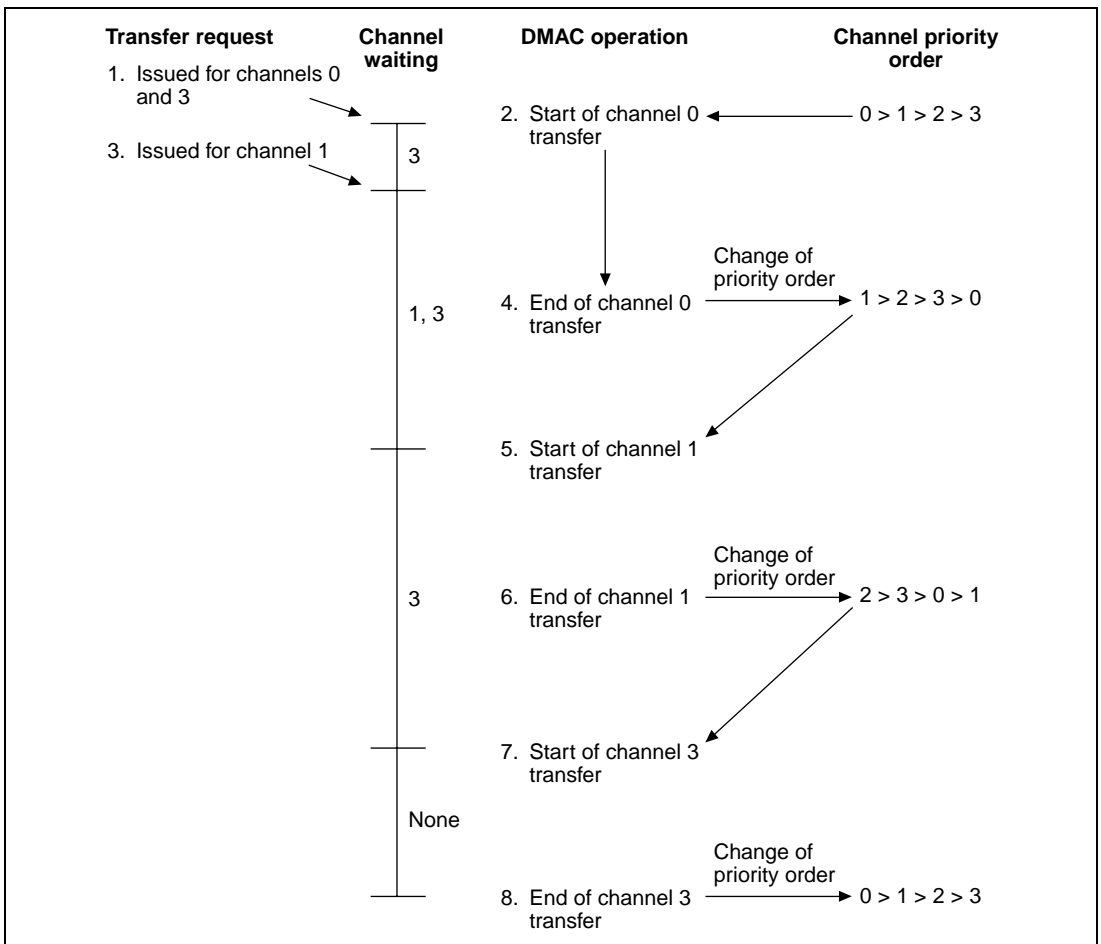 Transfer request
Channel
waiting
DMAC operation
Channel priority
order
1. Issued for channels 0
and 3
2. Start of channel 0
transfer
0 > 1 > 2 > 3
3. Issued for channel 1
3
Change of
priority order
1, 3
4. End of channel 0
transfer
1 > 2 > 3 > 0
5. Start of channel 1
transfer
Change of
priority order
3
6. End of channel 1
transfer
2 > 3 > 0 > 1
7. Start of channel 3
transfer
None
Change of
priority order
8. End of channel 3
transfer
0 > 1 > 2 > 3